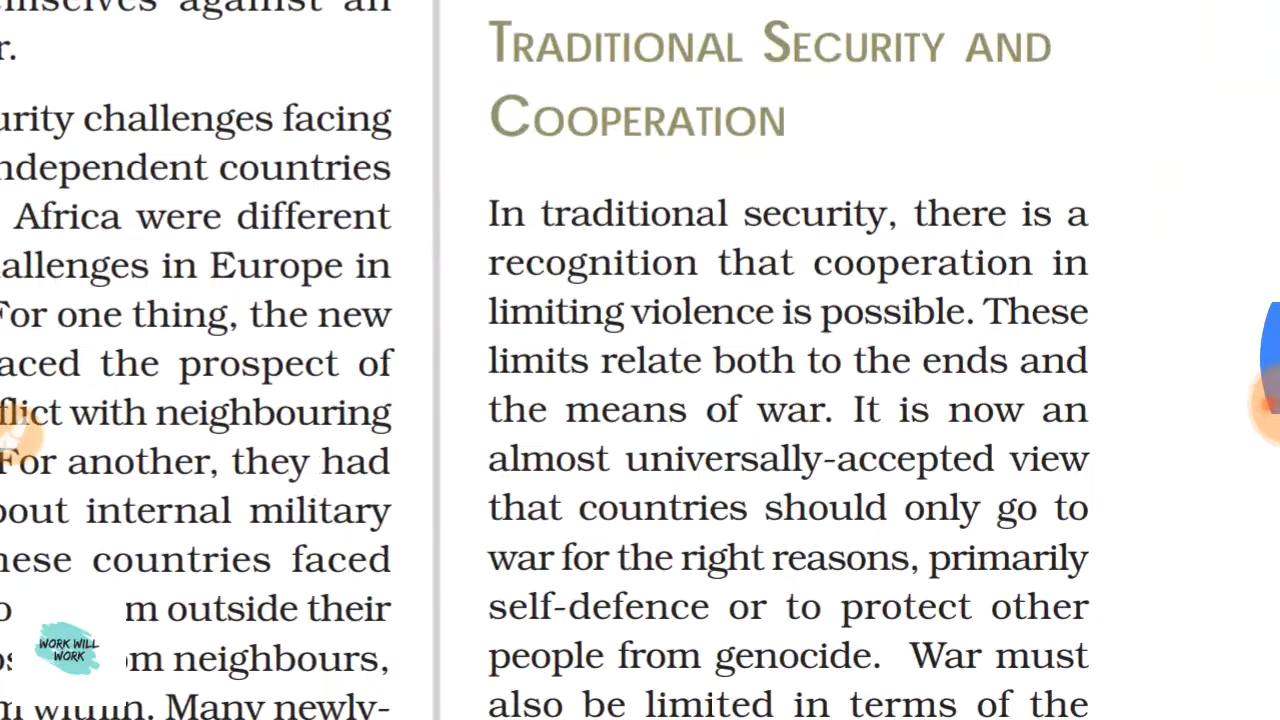 emselves against an
r.
urity challenges facing
ndependent countries
Africa were different
allenges in Europe in
For one thing, the new
aced the prospect of
flict with neighbouring
For another, they had
bout internal military
hese countries faced
m outside their
om neighbours,
Many newly-
WORK WILL
WORK
TRADITIONAL SECURITY AND
COOPERATION
In traditional security, there is a
recognition that cooperation in
limiting violence is possible. These
limits relate both to the ends and
the means of war. It is now an
almost universally-accepted view
that countries should only go to
war for the right reasons, primarily
self-defence or to protect other
people from genocide. War must
also be limited in terms of the